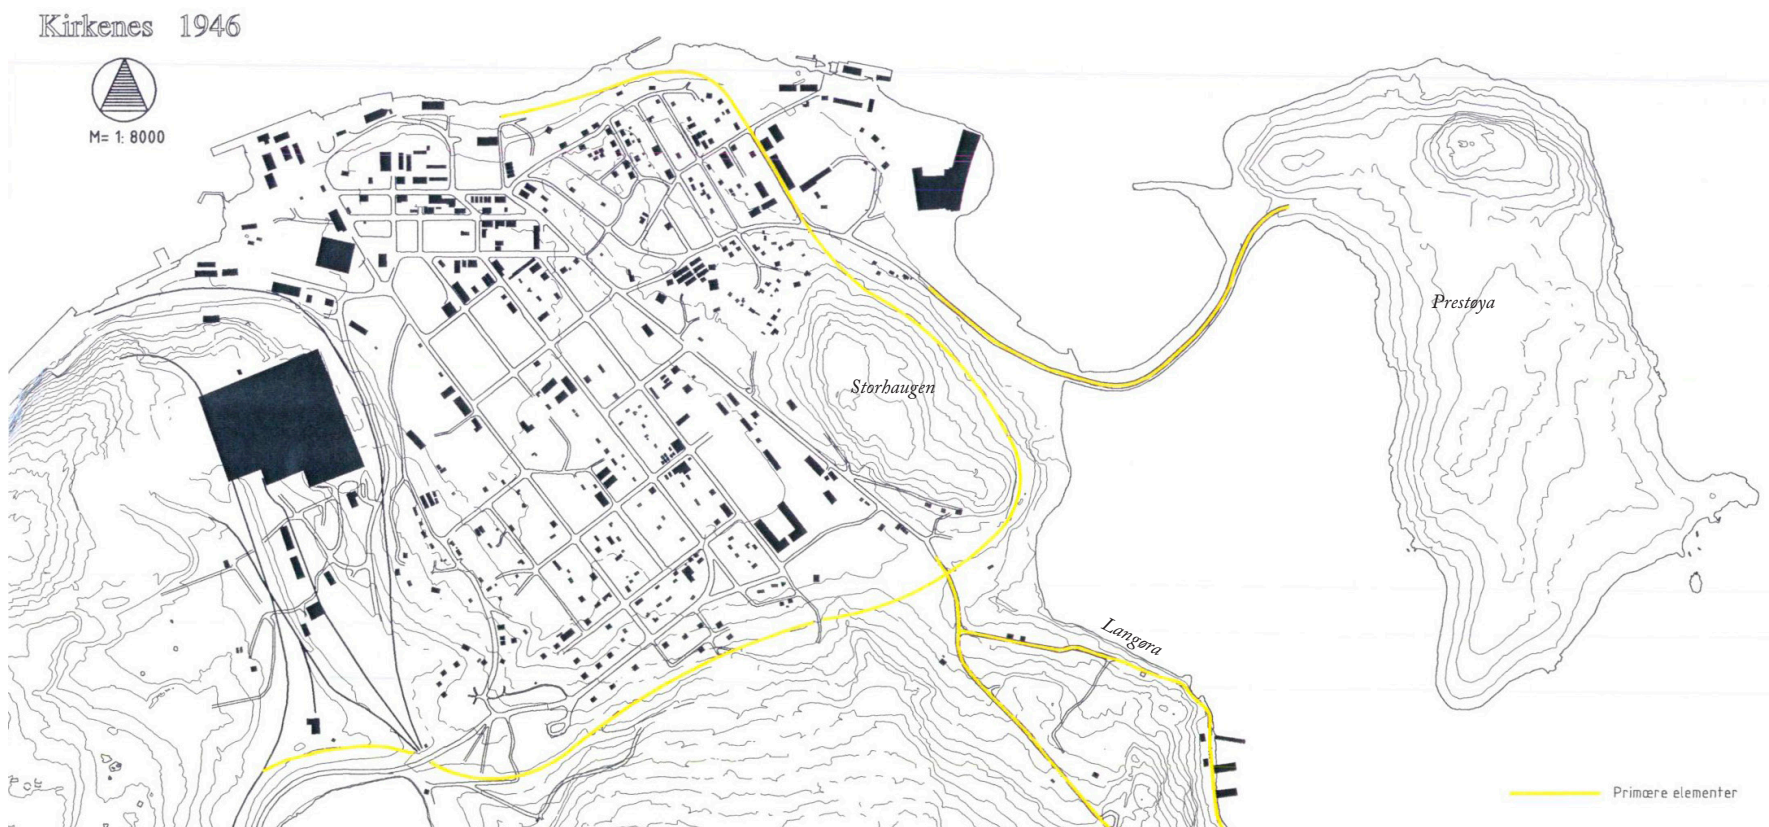 Kirkenes 1946
M= 1: 8000
Prestøya
Storhaugen
Langøra
Primære elementer